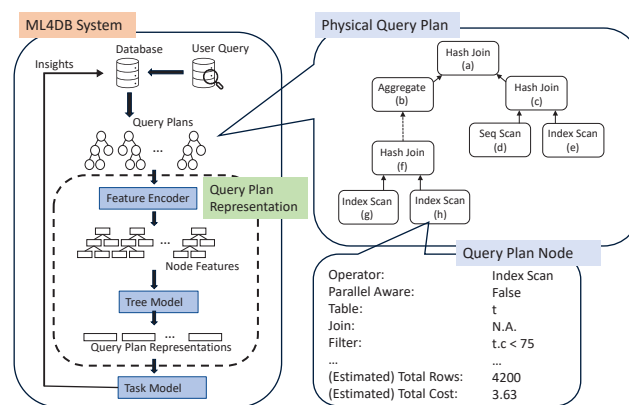 ML4DB System
Database
User Query
Insights
Query Plans
...
Feature Encoder
Query Plan
Representation
...
Node Features
Tree Model
...
Query Plan Representations
Task Model
Physical Query Plan
Hash Join
(a)
Aggregate
(b)
Hash Join
(c)
Seq Scan
(d)
Index Scan
(e)
Hash Join
(f)
Index Scan
(g)
Index Scan
(h)
Query Plan Node
Operator: Index Scan
Parallel Aware: False
Table: t
Join: N.A.
Filter: t.c < 75
... ...
(Estimated) Total Rows: 4200
(Estimated) Total Cost: 3.63